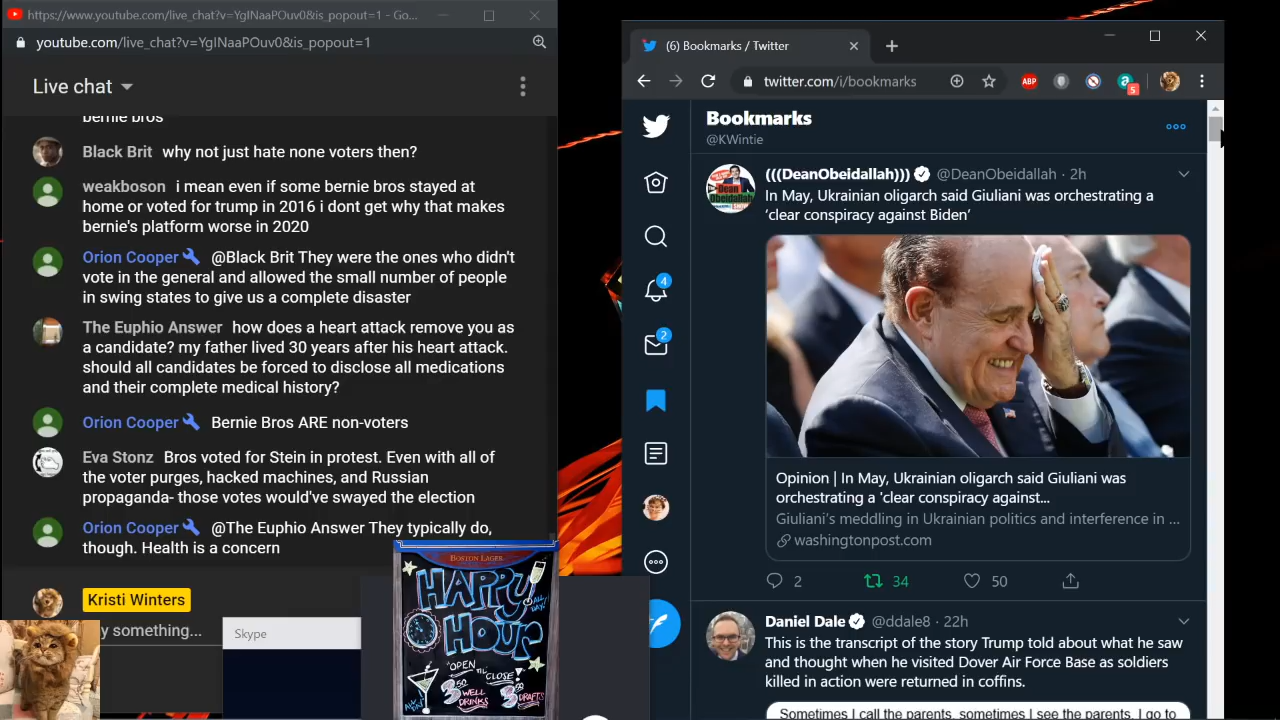 https://www.youtube.com/live_chat?v=YgINaaPOuv0&is_popout=1 - Go...
youtube.com/live_chat?v=YgINaaPOuv0&is_popout=1
Live chat
bernie bros
Black Brit why not just hate none voters then?
weakboson i mean even if some bernie bros stayed at
home or voted for trump in 2016 i dont get why that makes
bernie's platform worse in 2020
Orion Cooper @Black Brit They were the ones who didn't
vote in the general and allowed the small number of people
in swing states to give us a complete disaster
The Euphio Answer how does a heart attack remove you as
a candidate? my father lived 30 years after his heart attack.
should all candidates be forced to disclose all medications
and their complete medical history?
Orion Cooper Bernie Bros ARE non-voters
Eva Stonz Bros voted for Stein in protest. Even with all of
the voter purges, hacked machines, and Russian
propaganda- those votes would've swayed the election
Orion Cooper @The Euphio Answer They typically do,
though. Health is a concern
Kristi Winters
y something...
Skype
BOSTON LAGER
HAPPY
ALL DAY!
HOUR
"OPEN 'TIL" CLOSE!
3 50 WELL DRINKS
3 50 DRAFTS
(6) Bookmarks / Twitter
twitter.com/i/bookmarks
ABP
5
Bookmarks
@KWintie
4
2
(((DeanObeidallah))) @DeanObeidallah · 2h
In May, Ukrainian oligarch said Giuliani was orchestrating a
'clear conspiracy against Biden'
Opinion | In May, Ukrainian oligarch said Giuliani was
orchestrating a 'clear conspiracy against...
Giuliani's meddling in Ukrainian politics and interference in ...
washingtonpost.com
2 34 50
Daniel Dale @ddale8 · 22h
This is the transcript of the story Trump told about what he saw
and thought when he visited Dover Air Force Base as soldiers
killed in action were returned in coffins.
Sometimes I call the parents, sometimes I see the parents, I go to